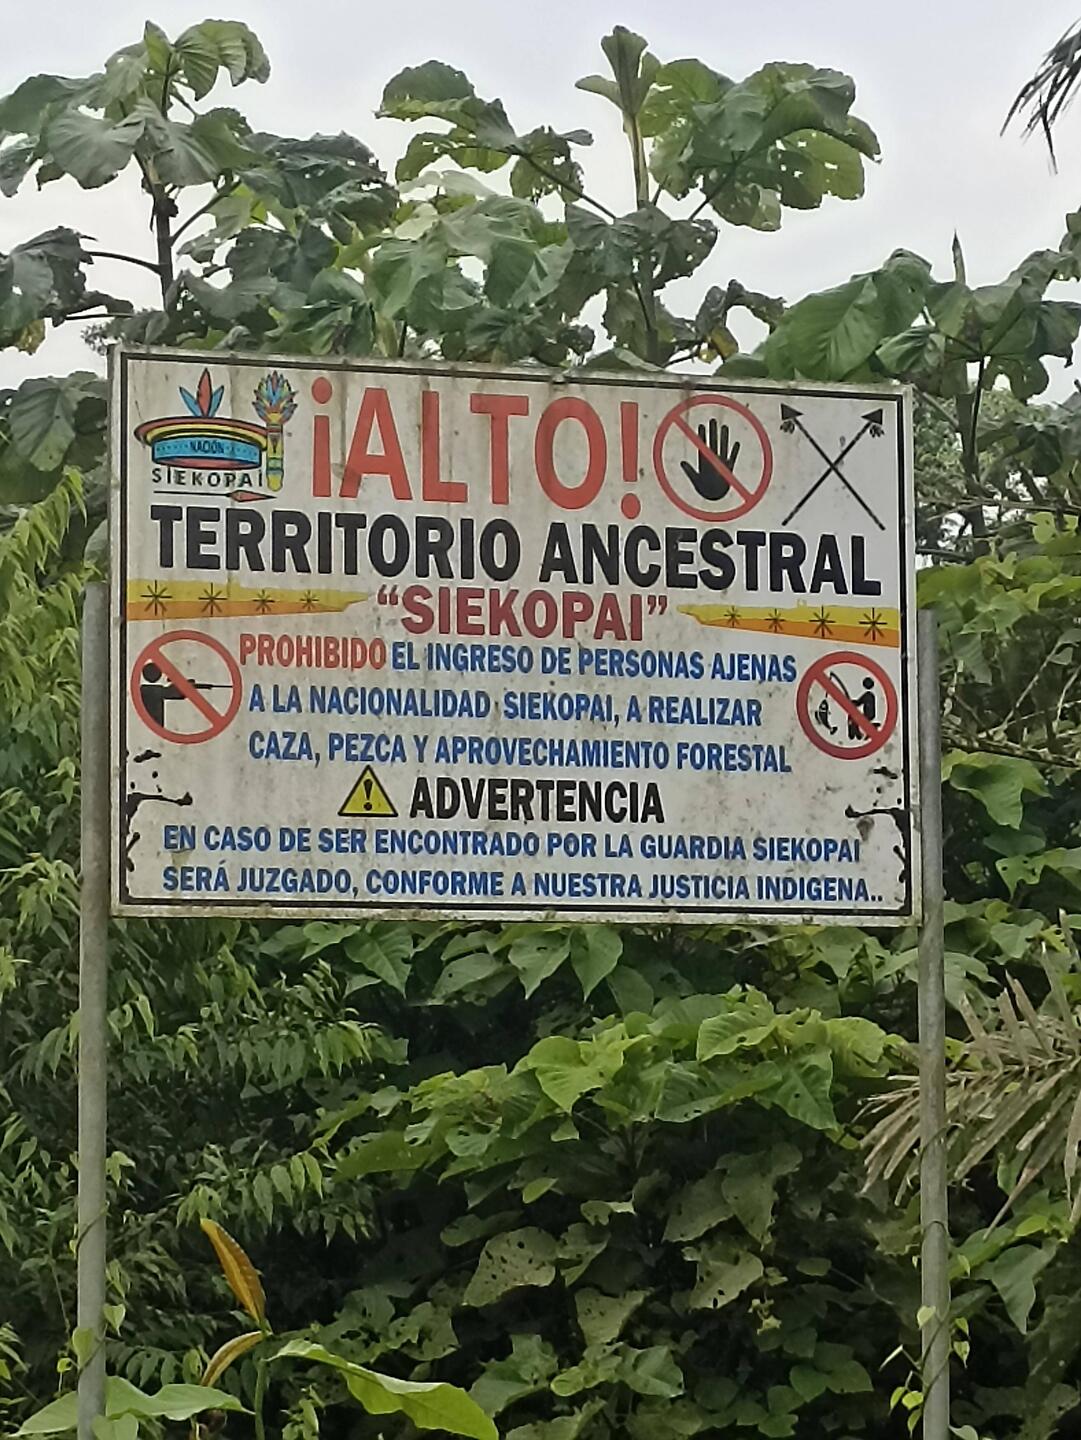 NACIÓN
SIEKOPAI
¡ALTO!
TERRITORIO ANCESTRAL
“SIEKOPAI”
PROHIBIDO EL INGRESO DE PERSONAS AJENAS
A LA NACIONALIDAD SIEKOPAI, A REALIZAR
CAZA, PEZCA Y APROVECHAMIENTO FORESTAL
ADVERTENCIA
EN CASO DE SER ENCONTRADO POR LA GUARDIA SIEKOPAI
SERÁ JUZGADO, CONFORME A NUESTRA JUSTICIA INDIGENA..